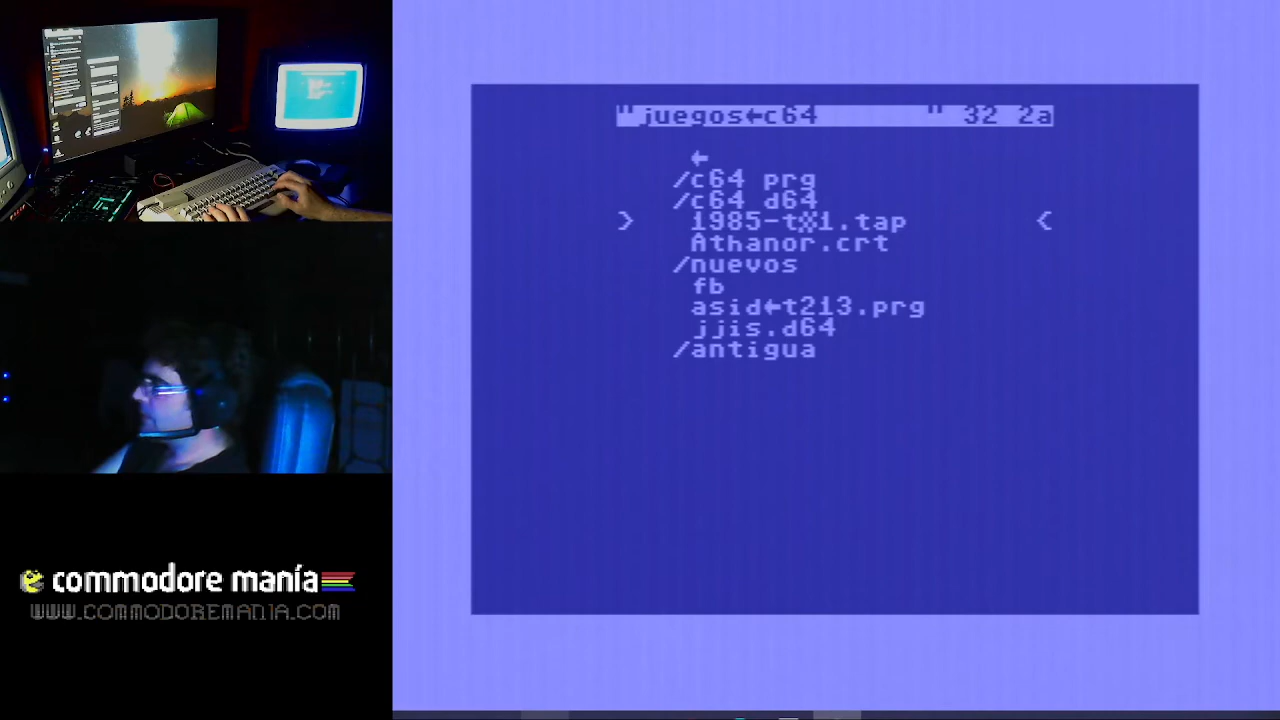 "juegos←c64 " 32 2a
←
/c64 prg
/c64 d64
> 1985-t▒1.tap <
Athanor.crt
/nuevos
fb
asid←t213.prg
jjis.d64
/antigua
commodore manía
WWW.COMMODOREMANIA.COM